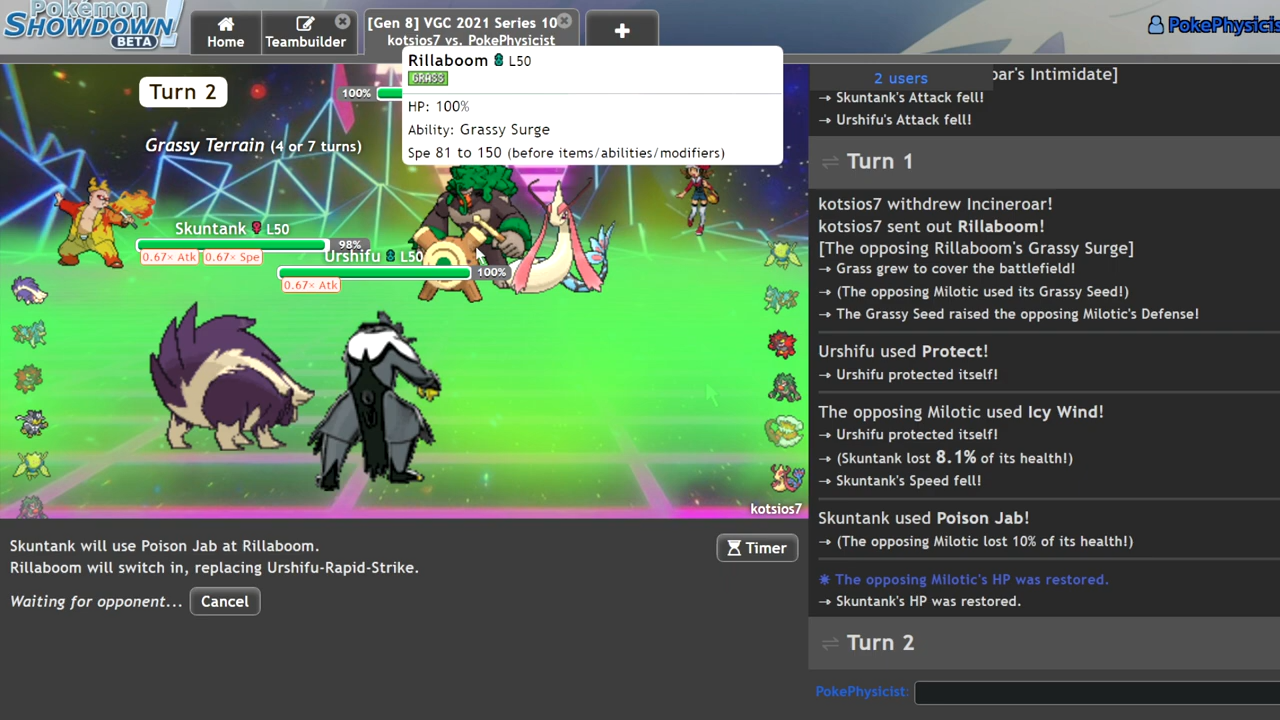 Pokémon
SHOWDOWN!
BETA
Home
Teambuilder
[Gen 8] VGC 2021 Series 10
kotsios7 vs. PokePhysicist
+
PokePhysicis
Rillaboom L50
GRASS
HP: 100%
Ability: Grassy Surge
Spe 81 to 150 (before items/abilities/modifiers)
Turn 2
100%
Grassy Terrain (4 or 7 turns)
Skuntank L50
98%
0.67× Atk 0.67× Spe
Urshifu L50
100%
0.67× Atk
kotsios7
Skuntank will use Poison Jab at Rillaboom.
Rillaboom will switch in, replacing Urshifu-Rapid-Strike.
Waiting for opponent... Cancel
Timer
2 users
oar's Intimidate]
→ Skuntank's Attack fell!
→ Urshifu's Attack fell!
Turn 1
kotsios7 withdrew Incineroar!
kotsios7 sent out Rillaboom!
[The opposing Rillaboom's Grassy Surge]
→ Grass grew to cover the battlefield!
→ (The opposing Milotic used its Grassy Seed!)
→ The Grassy Seed raised the opposing Milotic's Defense!
Urshifu used Protect!
→ Urshifu protected itself!
The opposing Milotic used Icy Wind!
→ Urshifu protected itself!
→ (Skuntank lost 8.1% of its health!)
→ Skuntank's Speed fell!
Skuntank used Poison Jab!
→ (The opposing Milotic lost 10% of its health!)
The opposing Milotic's HP was restored.
→ Skuntank's HP was restored.
Turn 2
PokePhysicist: